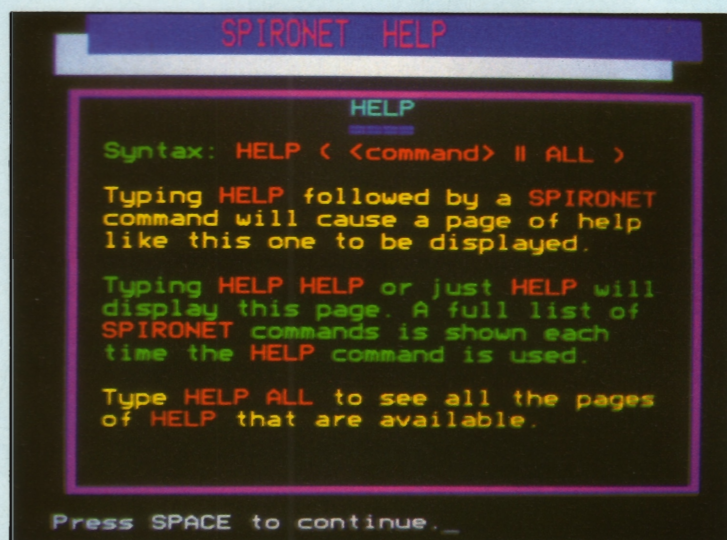 SPIRONET HELP
HELP
Syntax: HELP ( <command> || ALL )
Typing HELP followed by a SPIRONET
command will cause a page of help
like this one to be displayed.
Typing HELP HELP or just HELP will
display this page. A full list of
SPIRONET commands is shown each
time the HELP command is used.
Type HELP ALL to see all the pages
of HELP that are available.
Press SPACE to continue._